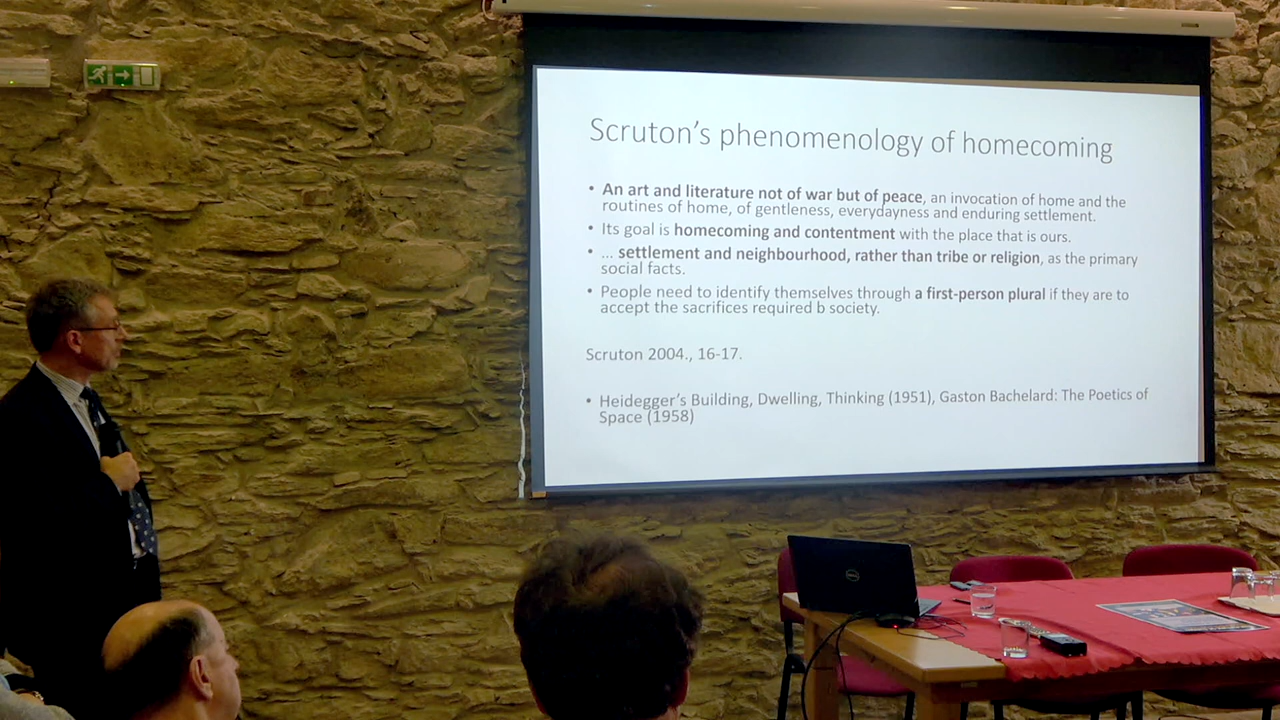 Scruton's phenomenology of homecoming
• An art and literature not of war but of peace, an invocation of home and the
routines of home, of gentleness, everydayness and enduring settlement.
• Its goal is homecoming and contentment with the place that is ours.
• ... settlement and neighbourhood, rather than tribe or religion, as the primary
social facts.
• People need to identify themselves through a first-person plural if they are to
accept the sacrifices required b society.
Scruton 2004., 16-17.
• Heidegger's Building, Dwelling, Thinking (1951), Gaston Bachelard: The Poetics of
Space (1958)
DELL